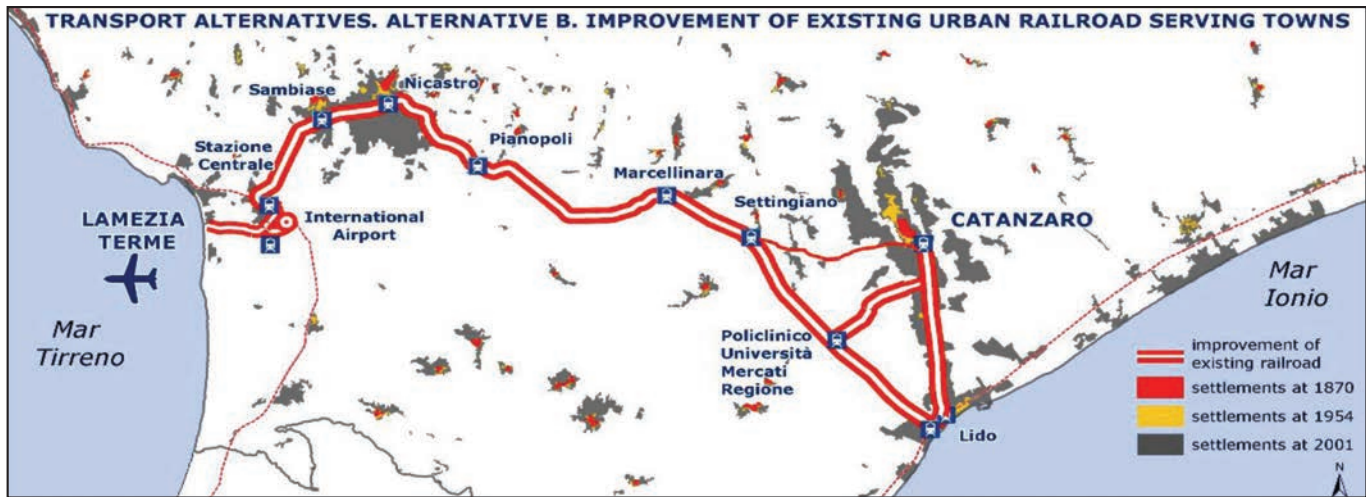 TRANSPORT ALTERNATIVES. ALTERNATIVE B. IMPROVEMENT OF EXISTING URBAN RAILROAD SERVING TOWNS
Nicastro
Sambiase
Stazione
Centrale
Pianopoli
Marcellinara
Settingiano
LAMEZIA
TERME
International
Airport
CATANZARO
Mar
Tirreno
Mar
Ionio
Policlinico
Università
Mercati
Regione
Lido
improvement of
existing railroad
settlements at 1870
settlements at 1954
settlements at 2001
N